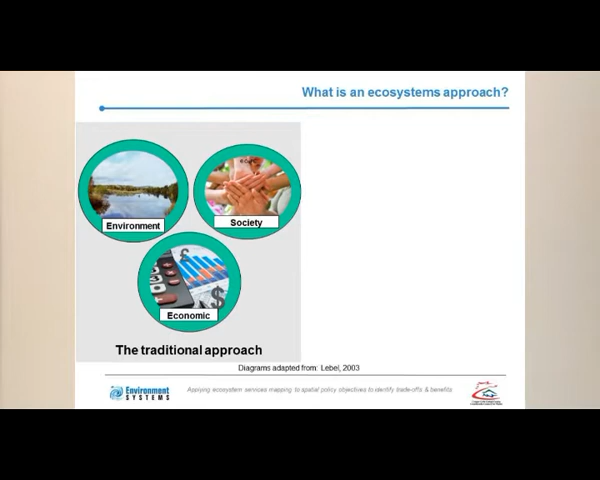 What is an ecosystems approach?
Environment
Society
Economic
The traditional approach
Diagrams adapted from: Lebel, 2003
Environment
SYSTEMS
Applying ecosystem services mapping to spatial policy objectives to identify trade-offs & benefits